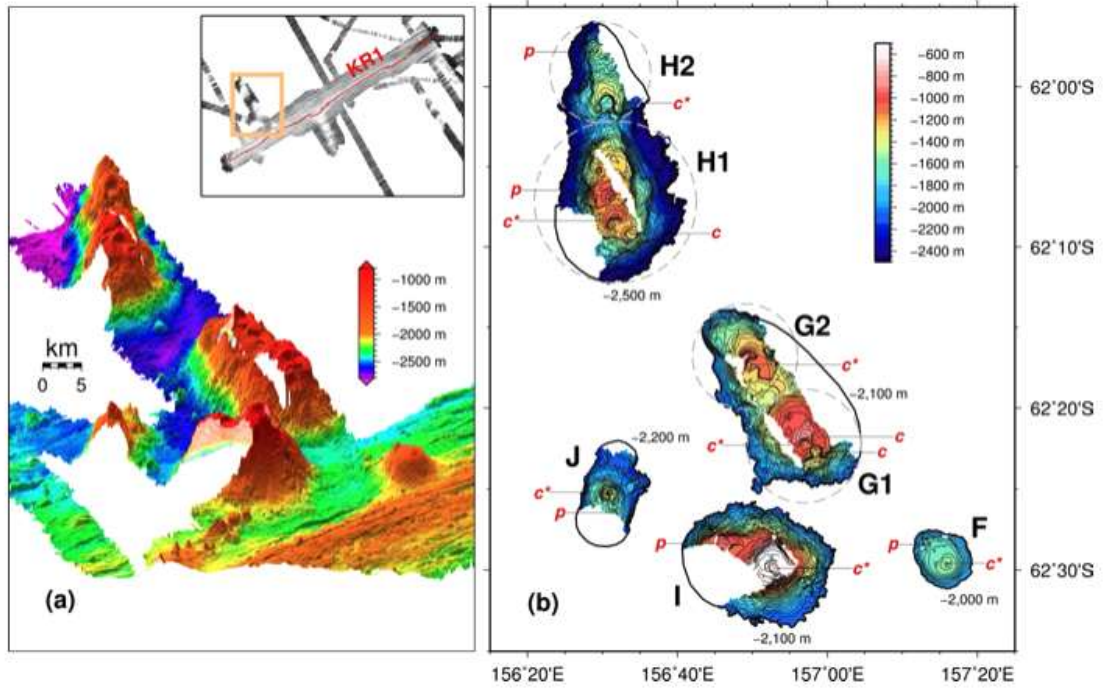 KR1
−1000 m
−1500 m
−2000 m
−2500 m
km
0 5
(a)
−600 m
−800 m
−1000 m
−1200 m
−1400 m
−1600 m
−1800 m
−2000 m
−2200 m
−2400 m
p
H2
c*
H1
p
c*
c
−2,500 m
G2
c*
−2,100 m
c
c*
c
G1
−2,200 m
J
c*
p
p
c*
I
−2,100 m
F
p
c*
−2,000 m
(b)
62˚00'S
62˚10'S
62˚20'S
62˚30'S
156˚20'E 156˚40'E 157˚00'E 157˚20'E